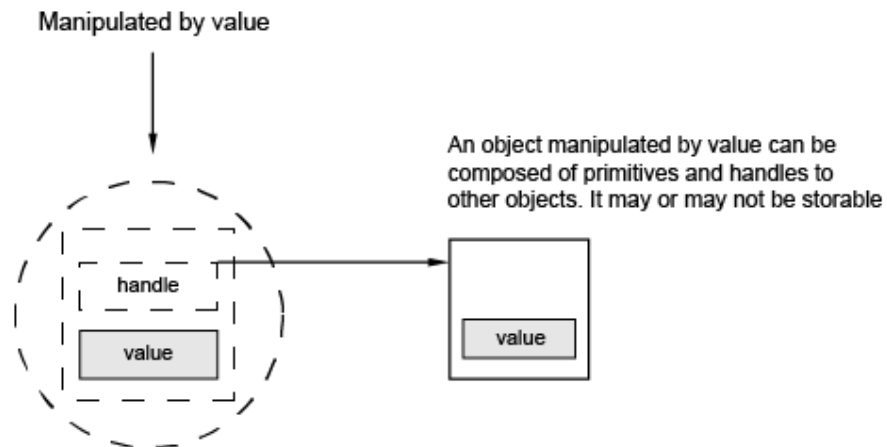 Manipulated by value
An object manipulated by value can be
composed of primitives and handles to
other objects. It may or may not be storable
handle
value
value